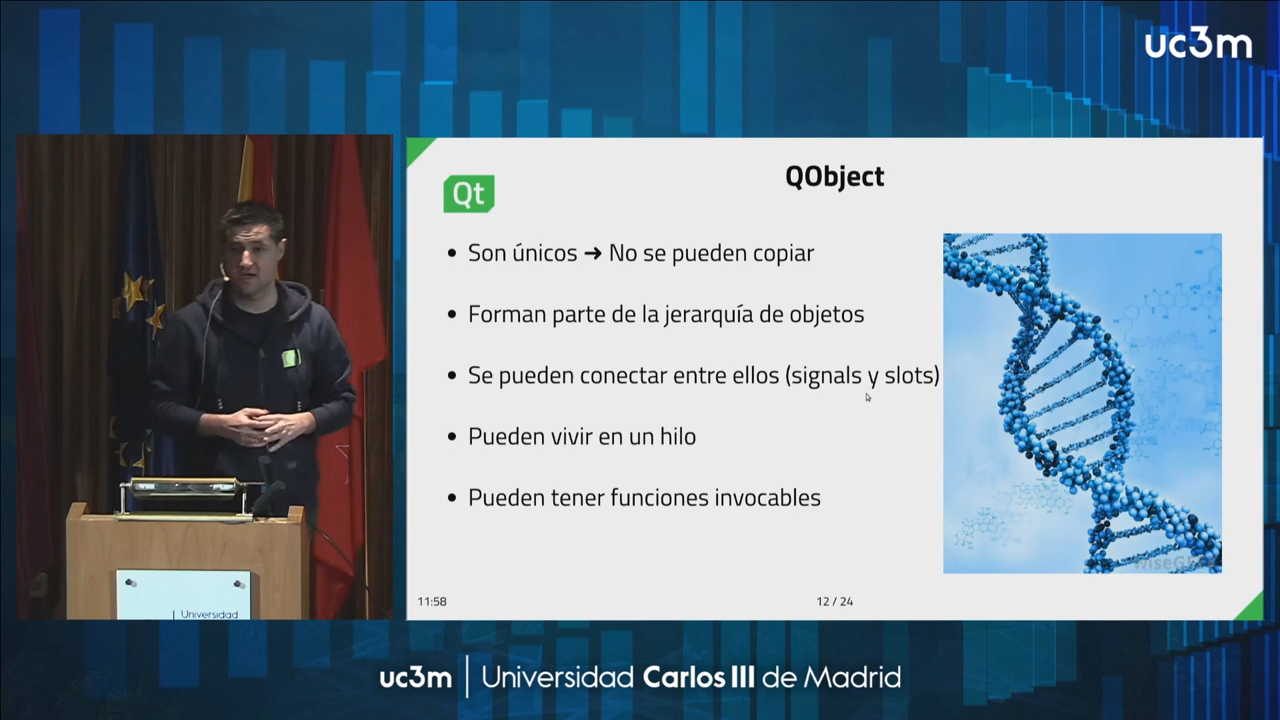 uc3m
QObject
Qt
• Son únicos → No se pueden copiar
• Forman parte de la jerarquía de objetos
• Se pueden conectar entre ellos (signals y slots)
• Pueden vivir en un hilo
• Pueden tener funciones invocables
11:58
12 / 24
Universidad
uc3m | Universidad Carlos III de Madrid